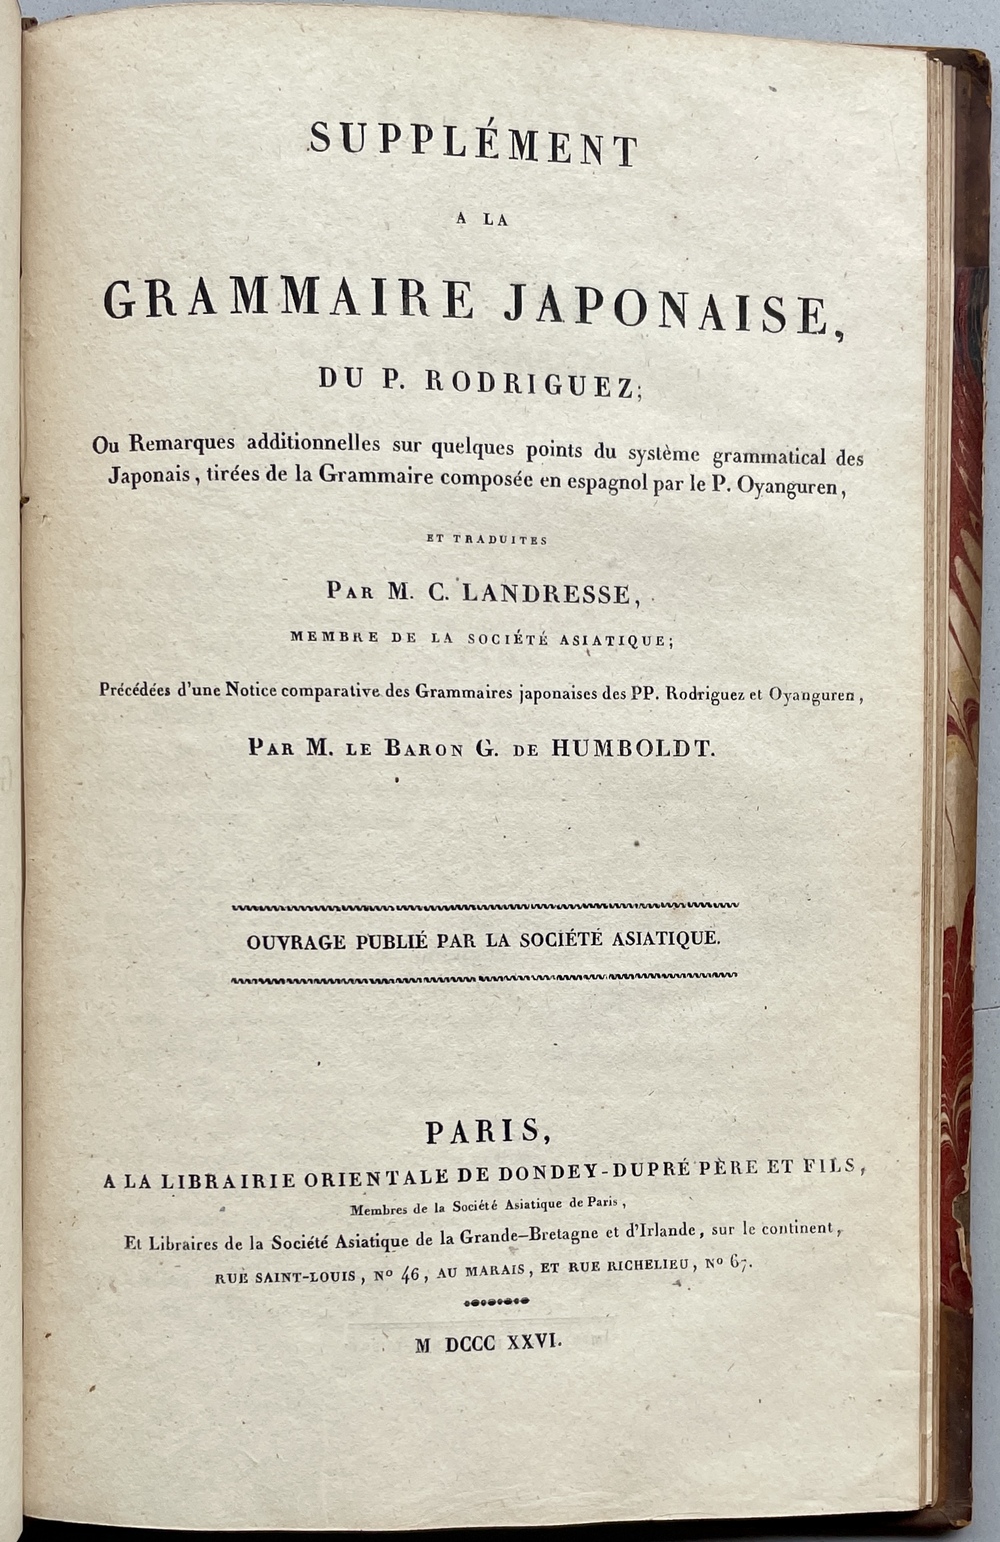 SUPPLÉMENT
A LA
GRAMMAIRE JAPONAISE,
DU P. RODRIGUEZ;
Ou Remarques additionnelles sur quelques points du système grammatical des
Japonais, tirées de la Grammaire composée en espagnol par le P. Oyanguren,
ET TRADUITES
PAR M. C. LANDRESSE,
MEMBRE DE LA SOCIÉTÉ ASIATIQUE;
Précédées d'une Notice comparative des Grammaires japonaises des PP. Rodriguez et Oyanguren,
PAR M. LE BARON G. DE HUMBOLDT.
OUVRAGE PUBLIÉ PAR LA SOCIÉTÉ ASIATIQUE.
PARIS,
A LA LIBRAIRIE ORIENTALE DE DONDEY-DUPRÉ PÈRE ET FILS,
Membres de la Société Asiatique de Paris,
Et Libraires de la Société Asiatique de la Grande-Bretagne et d'Irlande, sur le continent,
RUE SAINT-LOUIS, Nº 46, AU MARAIS, ET RUE RICHELIEU, Nº 67.
M DCCC XXVI.